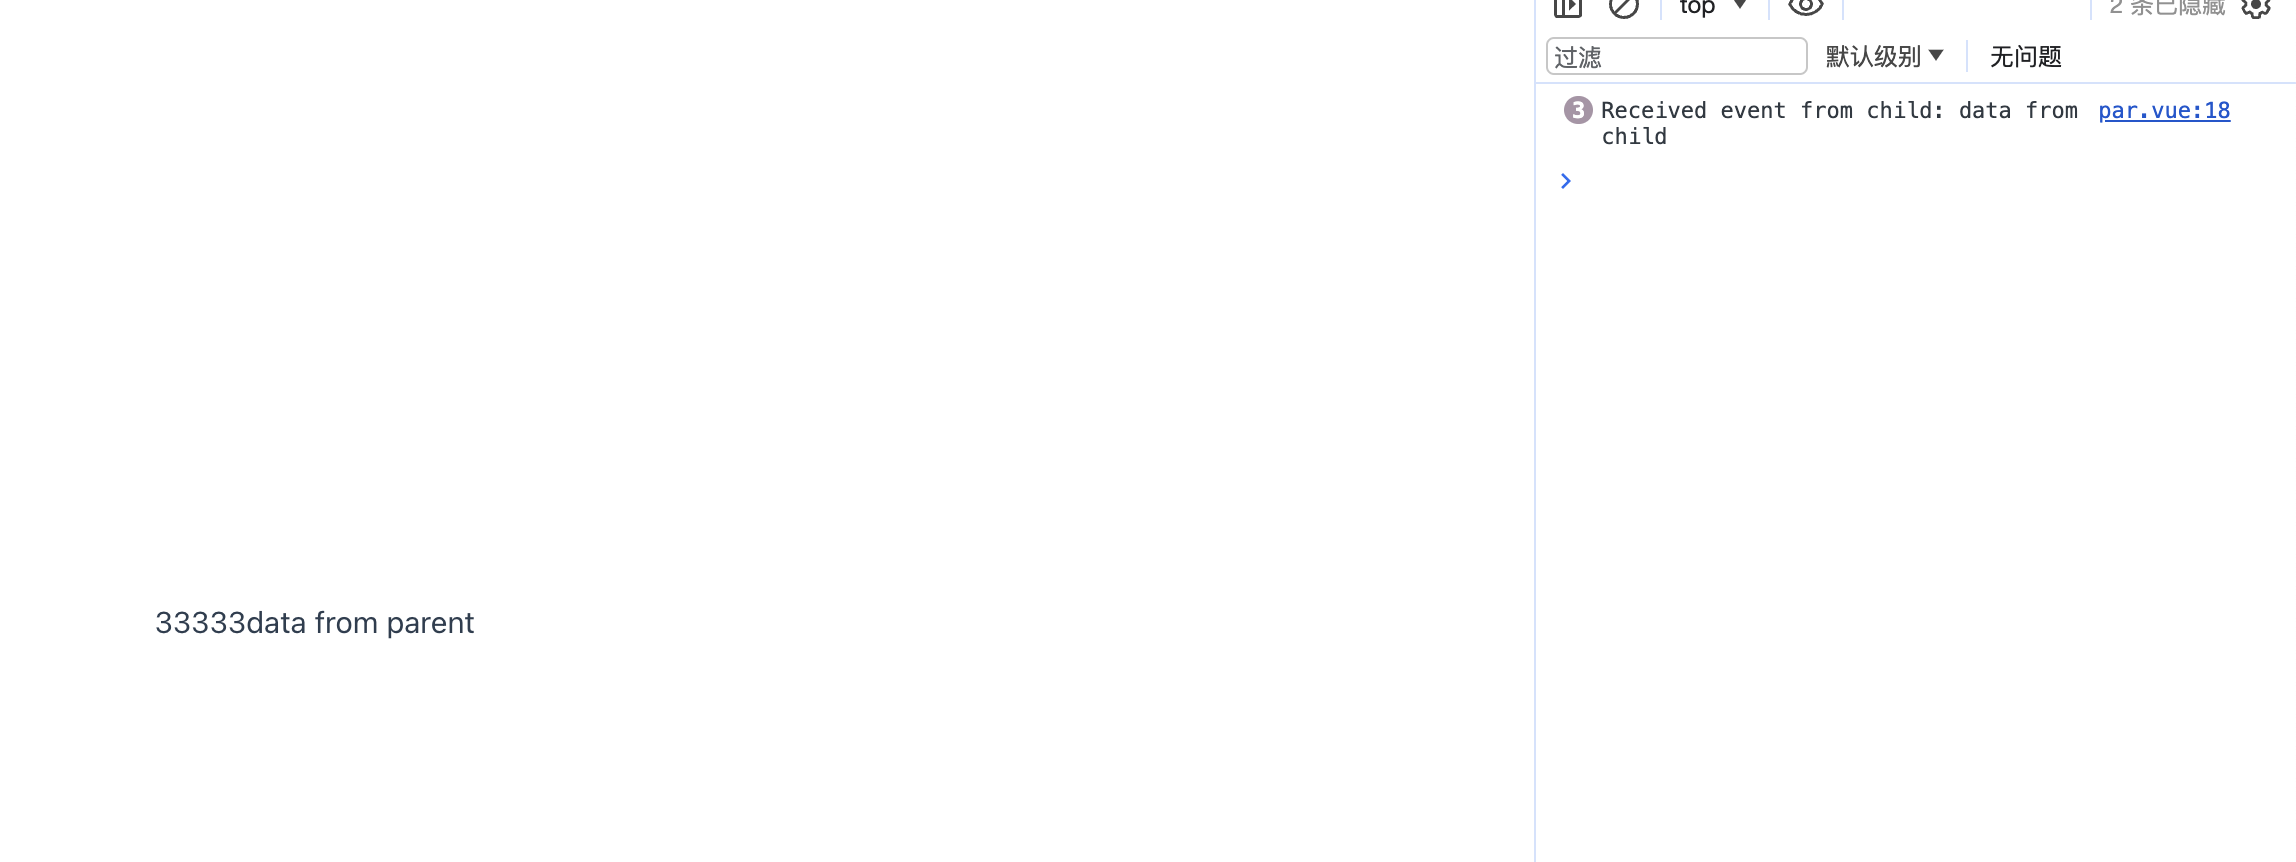 top
2 条已隐藏
过滤
默认级别
无问题
3 Received event from child: data from par.vue:18
child
33333data from parent